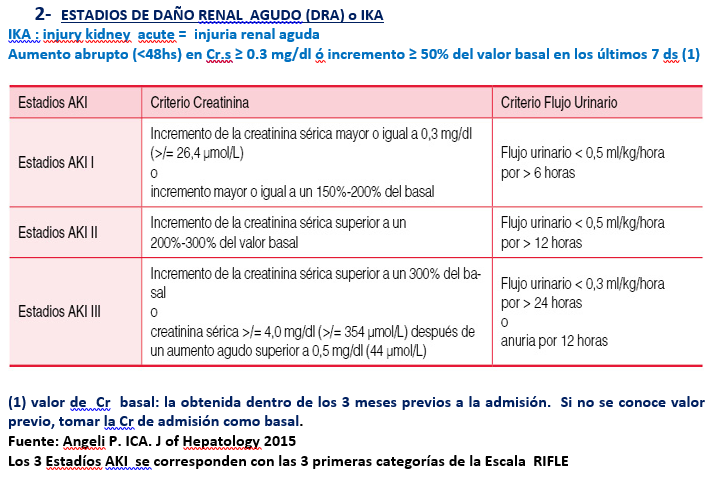 2- ESTADIOS DE DAÑO RENAL AGUDO (DRA) o IKA
IKA : injury kidney acute = injuria renal aguda
Aumento abrupto (<48hs) en Cr.s ≥ 0.3 mg/dl ó incremento ≥ 50% del valor basal en los últimos 7 ds (1)
Estadios AKI
Criterio Creatinina
Criterio Flujo Urinario
Estadios AKI I
Incremento de la creatinina sérica mayor o igual a 0,3 mg/dl
(>/= 26,4 µmol/L)
o
incremento mayor o igual a un 150%-200% del basal
Flujo urinario < 0,5 ml/kg/hora
por > 6 horas
Estadios AKI II
Incremento de la creatinina sérica superior a un
200%-300% del valor basal
Flujo urinario < 0,5 ml/kg/hora
por > 12 horas
Estadios AKI III
Incremento de la creatinina sérica superior a un 300% del ba-
sal
o
creatinina sérica >/= 4,0 mg/dl (>/= 354 µmol/L) después de
un aumento agudo superior a 0,5 mg/dl (44 µmol/L)
Flujo urinario < 0,3 ml/kg/hora
por > 24 horas
o
anuria por 12 horas
(1) valor de Cr basal: la obtenida dentro de los 3 meses previos a la admisión. Si no se conoce valor
previo, tomar la Cr de admisión como basal.
Fuente: Angeli P. ICA. J of Hepatology 2015
Los 3 Estadíos AKI se corresponden con las 3 primeras categorías de la Escala RIFLE